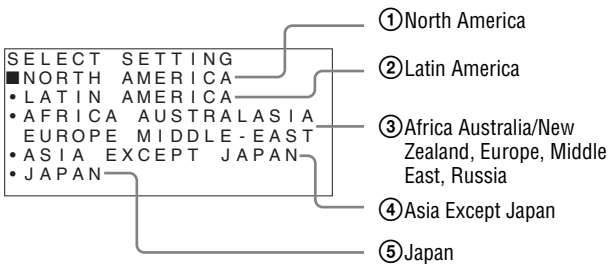 SELECT SETTING
■NORTH AMERICA
•LATIN AMERICA
•AFRICA AUSTRALASIA
EUROPE MIDDLE-EAST
•ASIA EXCEPT JAPAN
•JAPAN
①North America
②Latin America
③Africa Australia/New
Zealand, Europe, Middle
East, Russia
④Asia Except Japan
⑤Japan